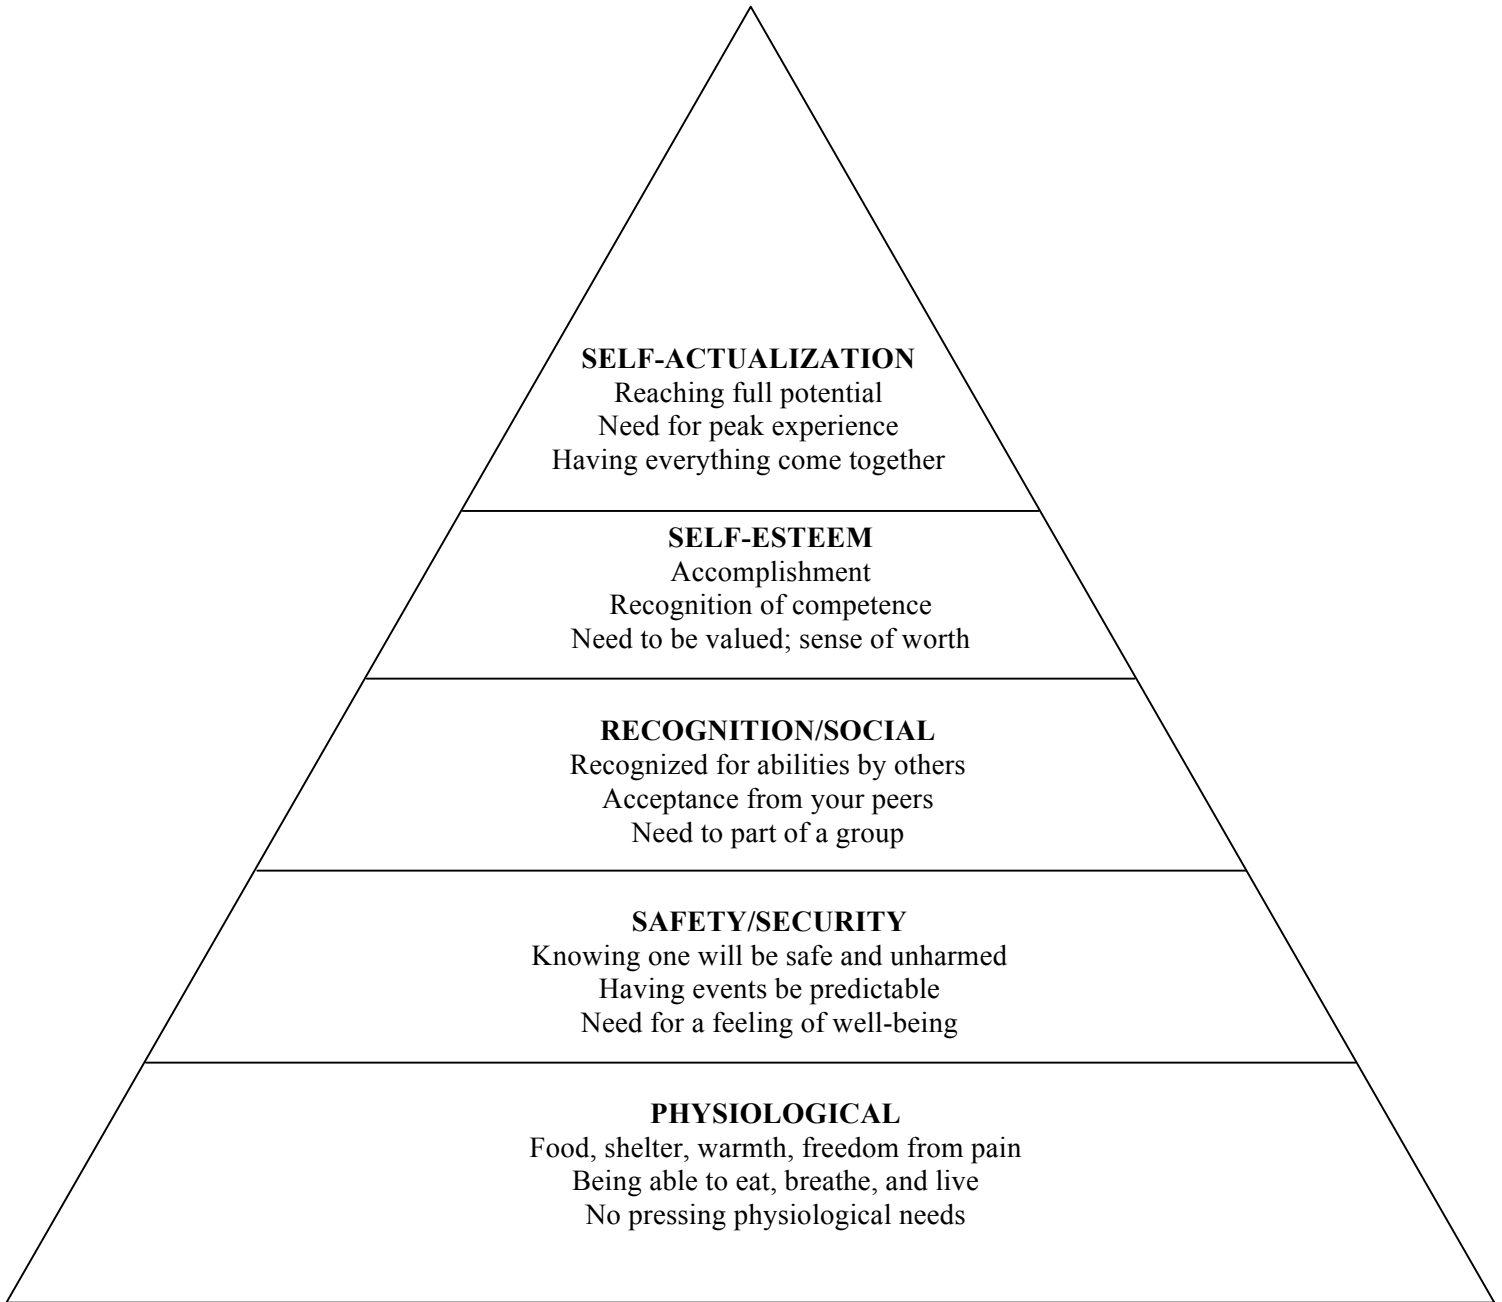 SELF-ACTUALIZATION
Reaching full potential
Need for peak experience
Having everything come together
SELF-ESTEEM
Accomplishment
Recognition of competence
Need to be valued; sense of worth
RECOGNITION/SOCIAL
Recognized for abilities by others
Acceptance from your peers
Need to part of a group
SAFETY/SECURITY
Knowing one will be safe and unharmed
Having events be predictable
Need for a feeling of well-being
PHYSIOLOGICAL
Food, shelter, warmth, freedom from pain
Being able to eat, breathe, and live
No pressing physiological needs